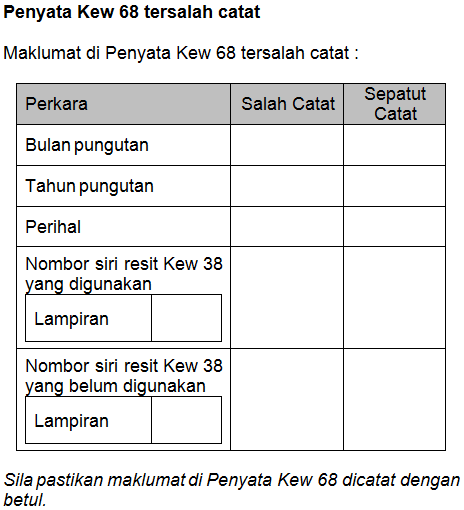 Penyata Kew 68 tersalah catat
Maklumat di Penyata Kew 68 tersalah catat :
Perkara
Salah Catat
Sepatut
Catat
Bulan pungutan
Tahun pungutan
Perihal
Nombor siri resit Kew 38
yang digunakan
Lampiran
Nombor siri resit Kew 38
yang belum digunakan
Lampiran
Sila pastikan maklumat di Penyata Kew 68 dicatat dengan
betul.